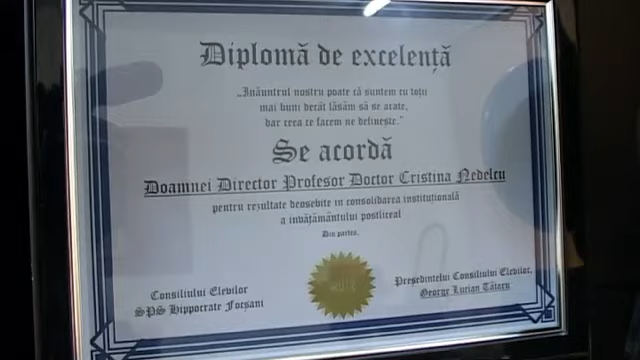 Diplomă de excelență
„Înăuntrul nostru poate că suntem cu toții
mai buni decât lăsăm să se arate,
dar ceea ce facem ne definește.”
Se acordă
Doamnei Director Profesor Doctor Cristina Nedelcu
pentru rezultate deosebite în consolidarea instituțională
a învățământului postliceal
Din partea,
Consiliului Elevilor
SPS Hippocrate Focșani
Președintelui Consiliului Elevilor,
George Lucian Tătaru